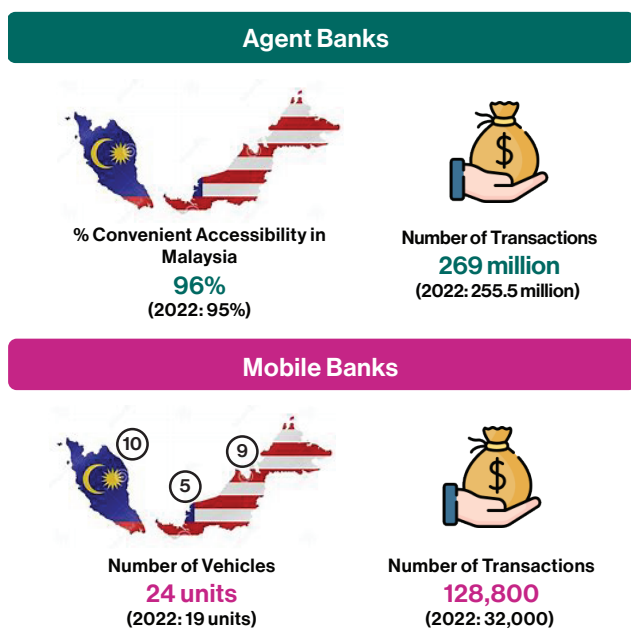 Agent Banks
% Convenient Accessibility in
Malaysia
96%
(2022: 95%)
$
Number of Transactions
269 million
(2022: 255.5 million)
Mobile Banks
10
5
9
Number of Vehicles
24 units
(2022: 19 units)
$
Number of Transactions
128,800
(2022: 32,000)